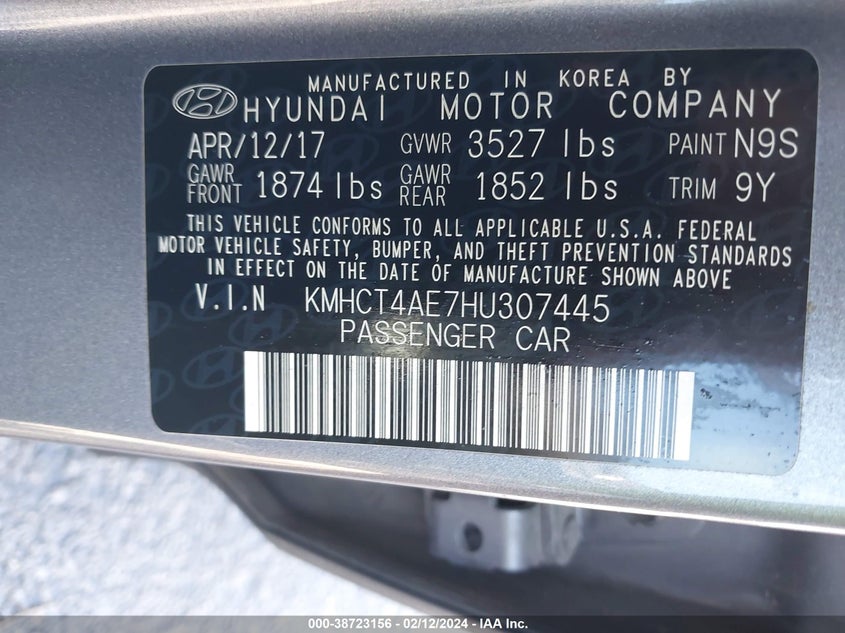 MANUFACTURED IN KOREA BY
HYUNDAI MOTOR COMPANY
APR/12/17 GVWR 3527 lbs PAINT N9S
GAWR FRONT 1874 lbs GAWR REAR 1852 lbs TRIM 9Y
THIS VEHICLE CONFORMS TO ALL APPLICABLE U.S.A. FEDERAL
MOTOR VEHICLE SAFETY, BUMPER, AND THEFT PREVENTION STANDARDS
IN EFFECT ON THE DATE OF MANUFACTURE SHOWN ABOVE
V.I.N KMHCT4AE7HU307445
PASSENGER CAR
000-38723156 - 02/12/2024 - IAA Inc.